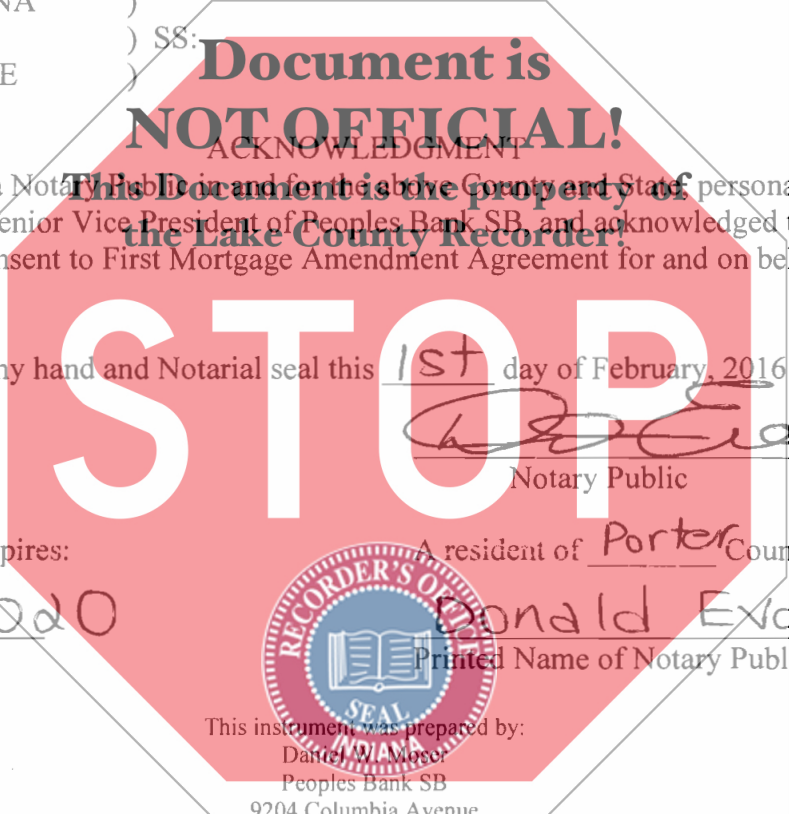 NA )
) SS:
E )
Document is
NOT OFFICIAL!
ACKNOWLEDGMENT
This Document is the property of
the Lake County Recorder!
a Notary Public in and for the above County and State, persona
enior Vice President of Peoples Bank SB, and acknowledged t
nsent to First Mortgage Amendment Agreement for and on bel
STOP
ny hand and Notarial seal this 1st day of February, 2016
Notary Public
pires:
A resident of Porter Coun
020
Donald Eva
Printed Name of Notary Publ
RECORDER'S OFFICE
SEAL
INDIANA
This instrument was prepared by:
Daniel W. Moser
Peoples Bank SB
9204 Columbia Avenue